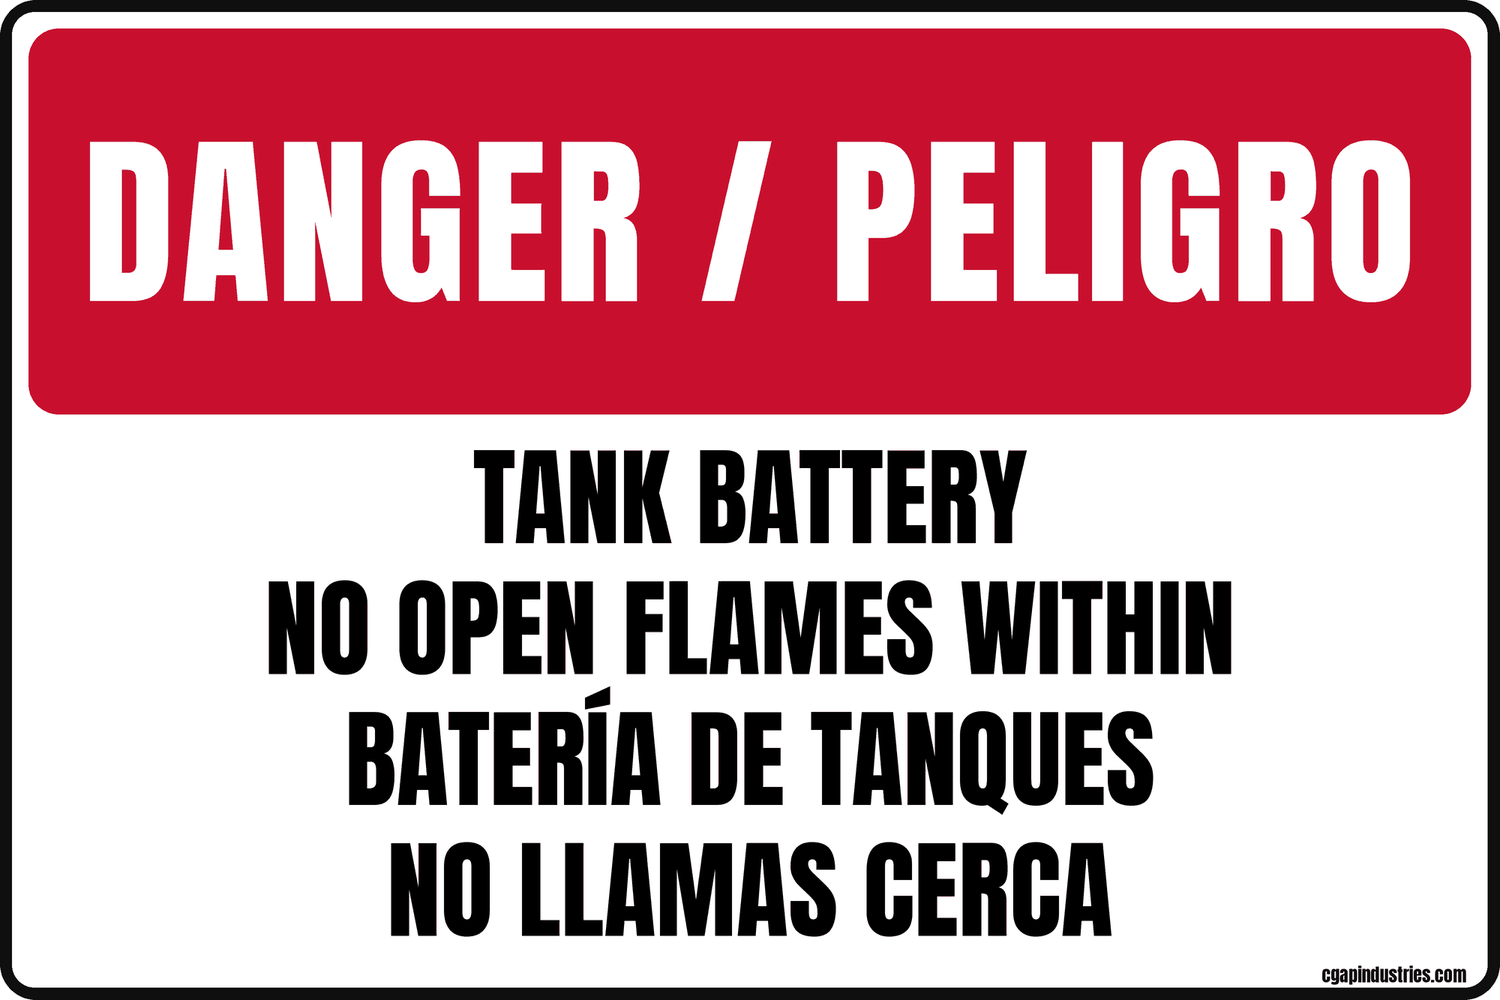 DANGER / PELIGRO
TANK BATTERY
NO OPEN FLAMES WITHIN
BATERÍA DE TANQUES
NO LLAMAS CERCA
cgapindustries.com